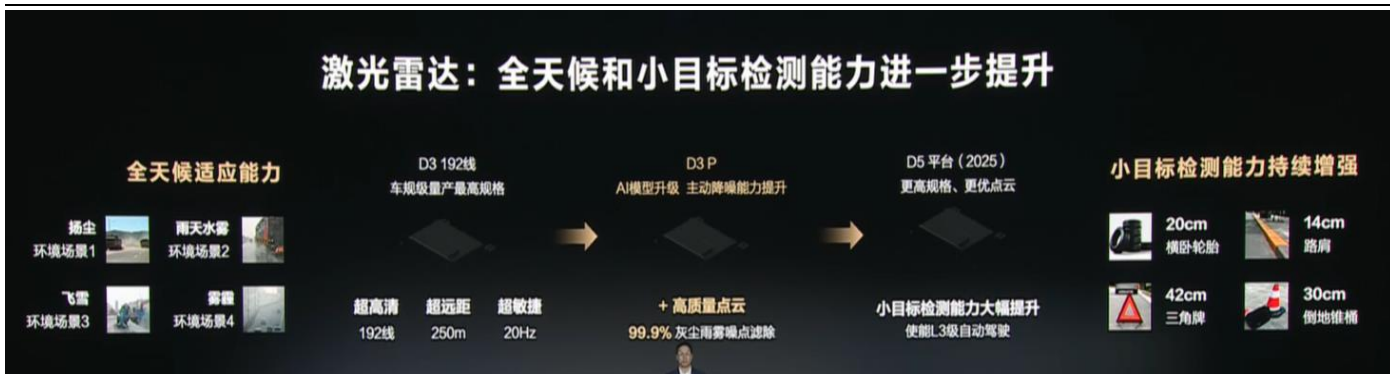 激光雷达：全天候和小目标检测能力进一步提升
全天候适应能力
扬尘
环境场景1
雨天水雾
环境场景2
飞雪
环境场景3
雾霾
环境场景4
D3 192线
车规级量产最高规格
超高清
192线
超远距
250m
超敏捷
20Hz
D3 P
AI模型升级 主动降噪能力提升
+ 高质量点云
99.9% 灰尘雨雾噪点滤除
D5 平台（2025）
更高规格、更优点云
小目标检测能力大幅提升
使能L3级自动驾驶
小目标检测能力持续增强
20cm
横卧轮胎
14cm
路肩
42cm
三角牌
30cm
倒地锥桶